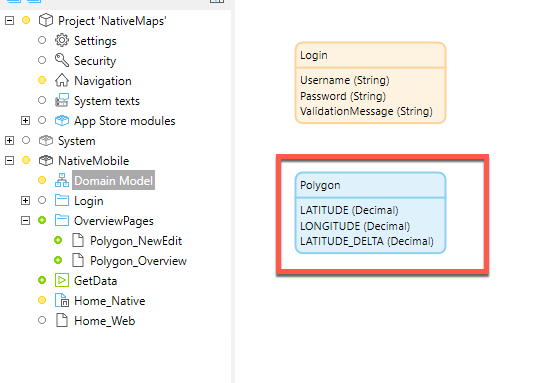 Project 'NativeMaps'
Settings
Security
Navigation
System texts
App Store modules
System
NativeMobile
Domain Model
Login
OverviewPages
Polygon_NewEdit
Polygon_Overview
GetData
Home_Native
Home_Web
Login
Username (String)
Password (String)
ValidationMessage (String)
Polygon
LATITUDE (Decimal)
LONGITUDE (Decimal)
LATITUDE_DELTA (Decimal)